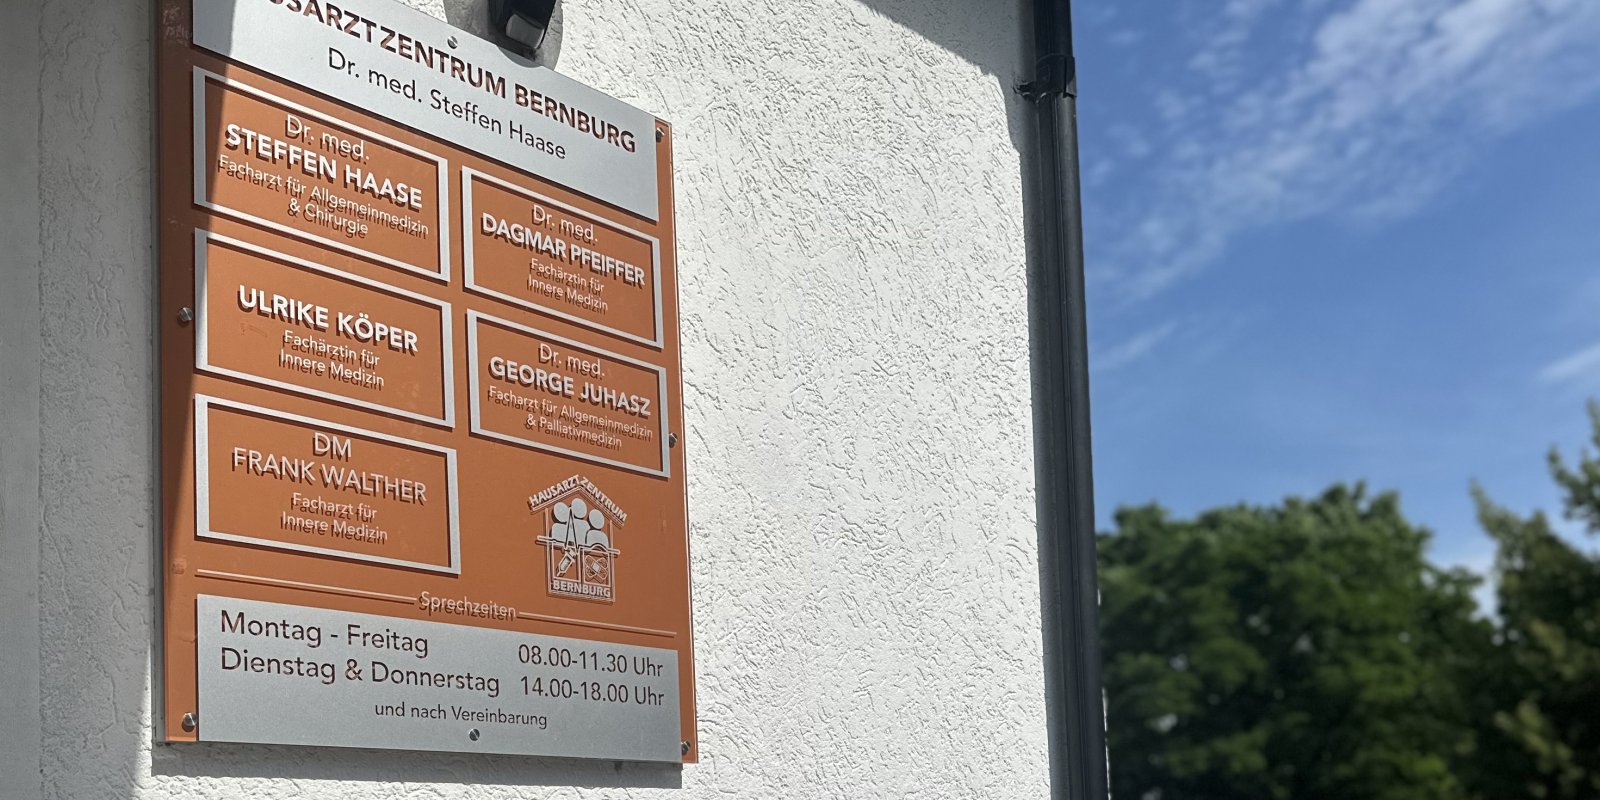 HAUSARZTZENTRUM BERNBURG
Dr. med. Steffen Haase
Dr. med.
STEFFEN HAASE
Facharzt für Allgemeinmedizin
& Chirurgie
Dr. med.
DAGMAR PFEIFFER
Fachärztin für
Innere Medizin
ULRIKE KÖPER
Fachärztin für
Innere Medizin
Dr. med.
GEORGE JUHASZ
Facharzt für Allgemeinmedizin
& Palliativmedizin
DM
FRANK WALTHER
Facharzt für
Innere Medizin
HAUSARZTZENTRUM
BERNBURG
Sprechzeiten
Montag - Freitag 08.00-11.30 Uhr
Dienstag & Donnerstag 14.00-18.00 Uhr
und nach Vereinbarung